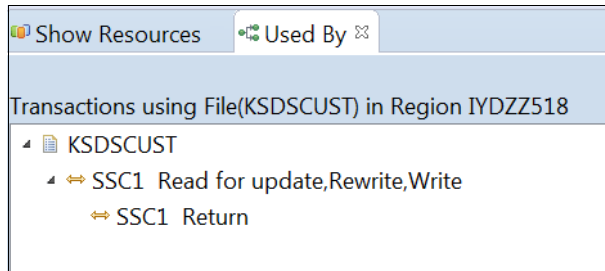 Show Resources Used By
Transactions using File(KSDSCUST) in Region IYDZZ518
KSDSCUST
SSC1 Read for update,Rewrite,Write
SSC1 Return